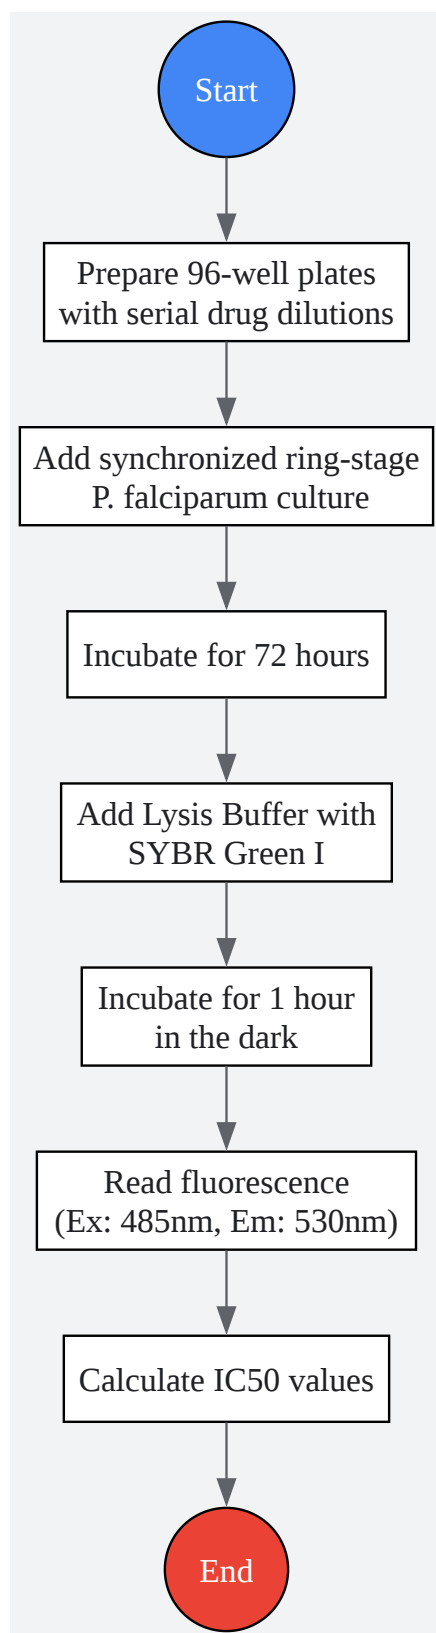 Start
Prepare 96-well plates
with serial drug dilutions
Add synchronized ring-stage
P. falciparum culture
Incubate for 72 hours
Add Lysis Buffer with
SYBR Green I
Incubate for 1 hour
in the dark
Read fluorescence
(Ex: 485nm, Em: 530nm)
Calculate IC50 values
End